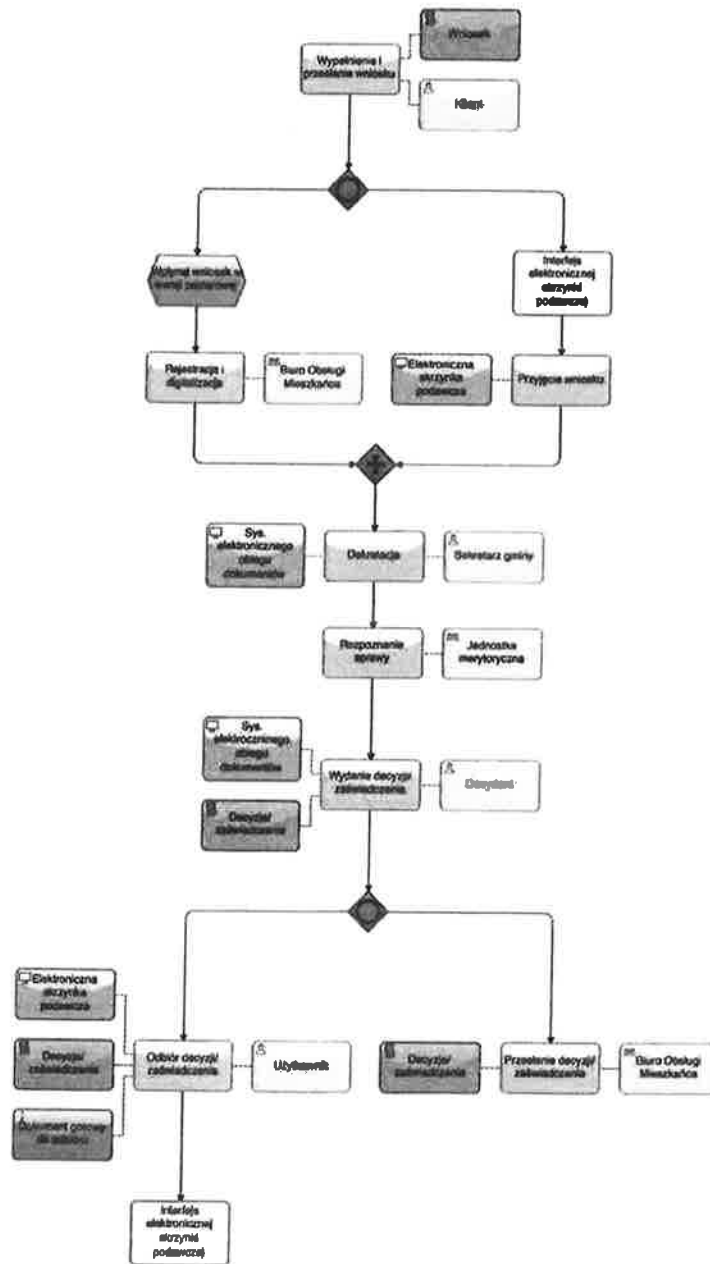 Wniosek
Wypełnienie i
przesłanie wniosku
Klient
Wpłynął wniosek w
wersji papierowej
Interfejs
elektronicznej
skrzynki
podawczej
Rejestracja i
digitalizacja
Biuro Obsługi
Mieszkańca
Elektroniczna
skrzynka
podawcza
Przyjęcie wniosku
Sys.
elektronicznego
obiegu
dokumentów
Dekretacja
Sekretarz gminy
Rozpoznanie
sprawy
Jednostka
merytoryczna
Sys.
elektronicznego
obiegu
dokumentów
Wydanie decyzji/
zaświadczenia
Decydent
Decyzja/
zaświadczenie
Elektroniczna
skrzynka
podawcza
Decyzja/
zaświadczenie
Odbiór decyzji/
zaświadczenia
Użytkownik
Decyzja/
zaświadczenie
Przesłanie decyzji/
zaświadczenia
Biuro Obsługi
Mieszkańca
Dokument gotowy
do odbioru
Interfejs
elektronicznej
skrzynki
podawczej